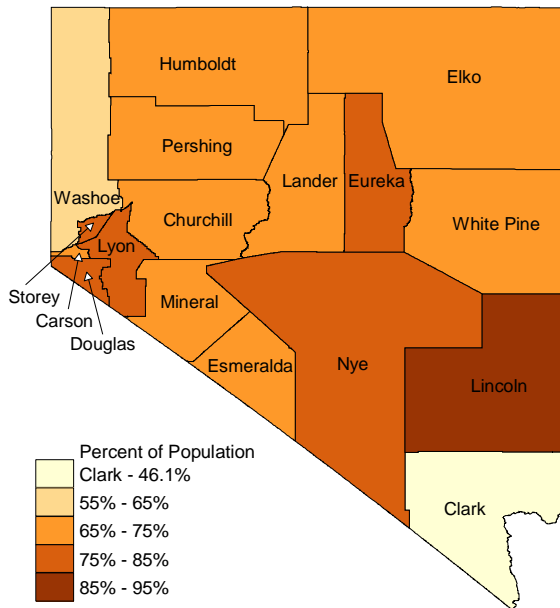 Humboldt
Elko
Pershing
Lander
Eureka
Washoe
Churchill
White Pine
Lyon
Storey
Carson
Douglas
Mineral
Esmeralda
Nye
Lincoln
Clark
Percent of Population
Clark - 46.1%
55% - 65%
65% - 75%
75% - 85%
85% - 95%